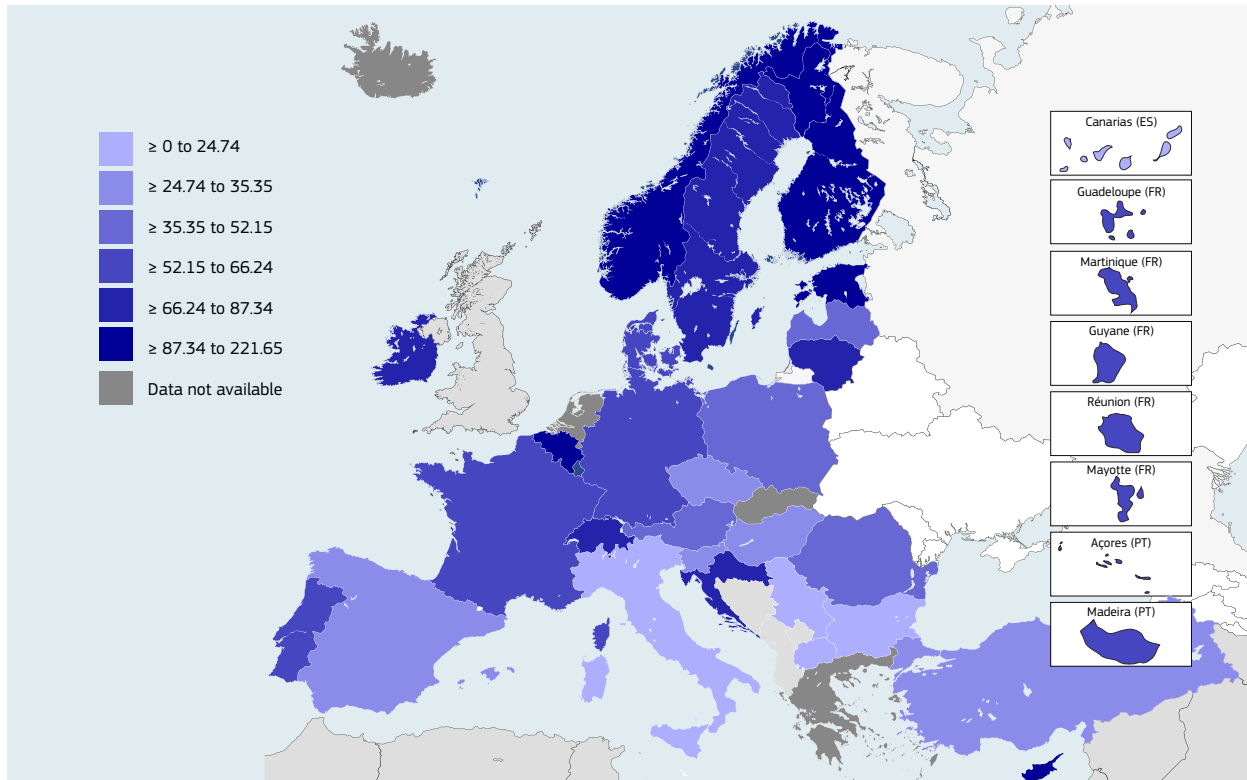 ≥ 0 to 24.74
≥ 24.74 to 35.35
≥ 35.35 to 52.15
≥ 52.15 to 66.24
≥ 66.24 to 87.34
≥ 87.34 to 221.65
Data not available
Canarias (ES)
Guadeloupe (FR)
Martinique (FR)
Guyane (FR)
Réunion (FR)
Mayotte (FR)
Açores (PT)
Madeira (PT)